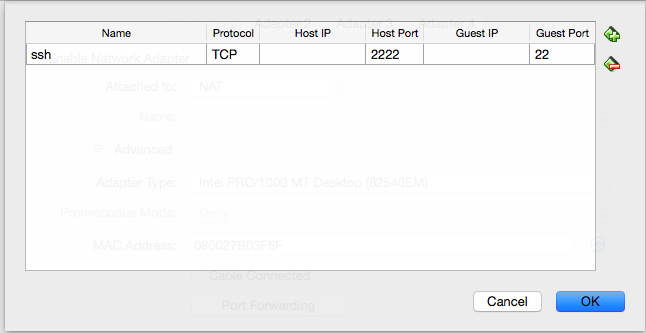 Adapter 2 Adapter 3 Adapter 4
Name Protocol Host IP Host Port Guest IP Guest Port
ssh TCP 2222 22
nable Network Adapter
Attached to: NAT
Name:
Advanced
Adapter Type: Intel PRO/1000 MT Desktop (82540EM)
Promiscuous Mode: Deny
MAC Address: 080027B03F5F
Cable Connected
Port Forwarding
Cancel OK